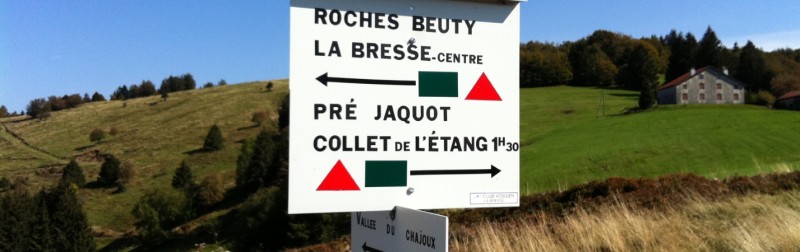 ROCHES BEUTY
LA BRESSE-CENTRE
PRÉ JAQUOT
COLLET DE L'ÉTANG 1H30
VALLÉE DU CHAJOUX